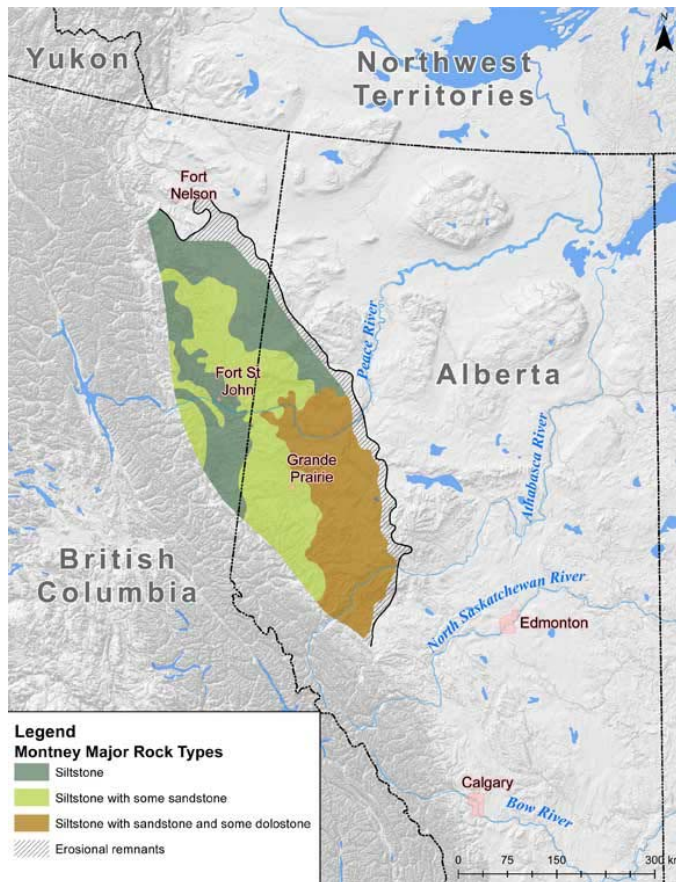 N
Yukon
Northwest
Territories
Fort
Nelson
Peace River
Fort St
John
Alberta
Grande
Prairie
Athabasca River
British
Columbia
North Saskatchewan River
Edmonton
Legend
Montney Major Rock Types
Siltstone
Siltstone with some sandstone
Siltstone with sandstone and some dolostone
Erosional remnants
Calgary
Bow River
0 75 150 300 km